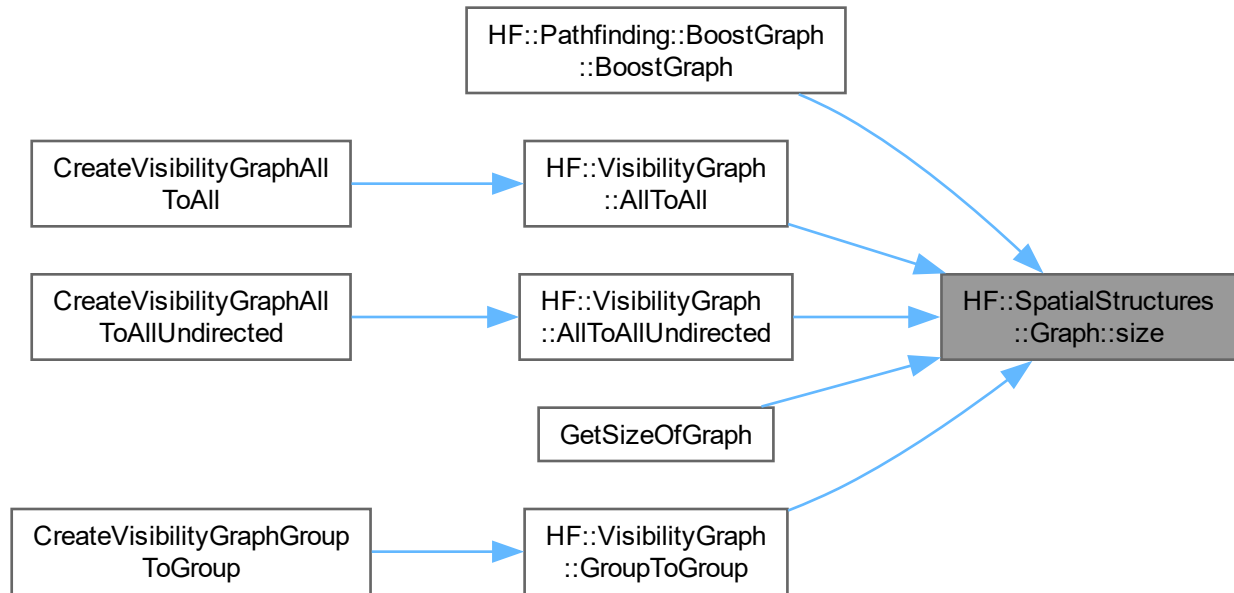 HF::Pathfinding::BoostGraph
::BoostGraph
CreateVisibilityGraphAll
ToAll
HF::VisibilityGraph
::AllToAll
CreateVisibilityGraphAll
ToAllUndirected
HF::VisibilityGraph
::AllToAllUndirected
HF::SpatialStructures
::Graph::size
GetSizeOfGraph
CreateVisibilityGraphGroup
ToGroup
HF::VisibilityGraph
::GroupToGroup